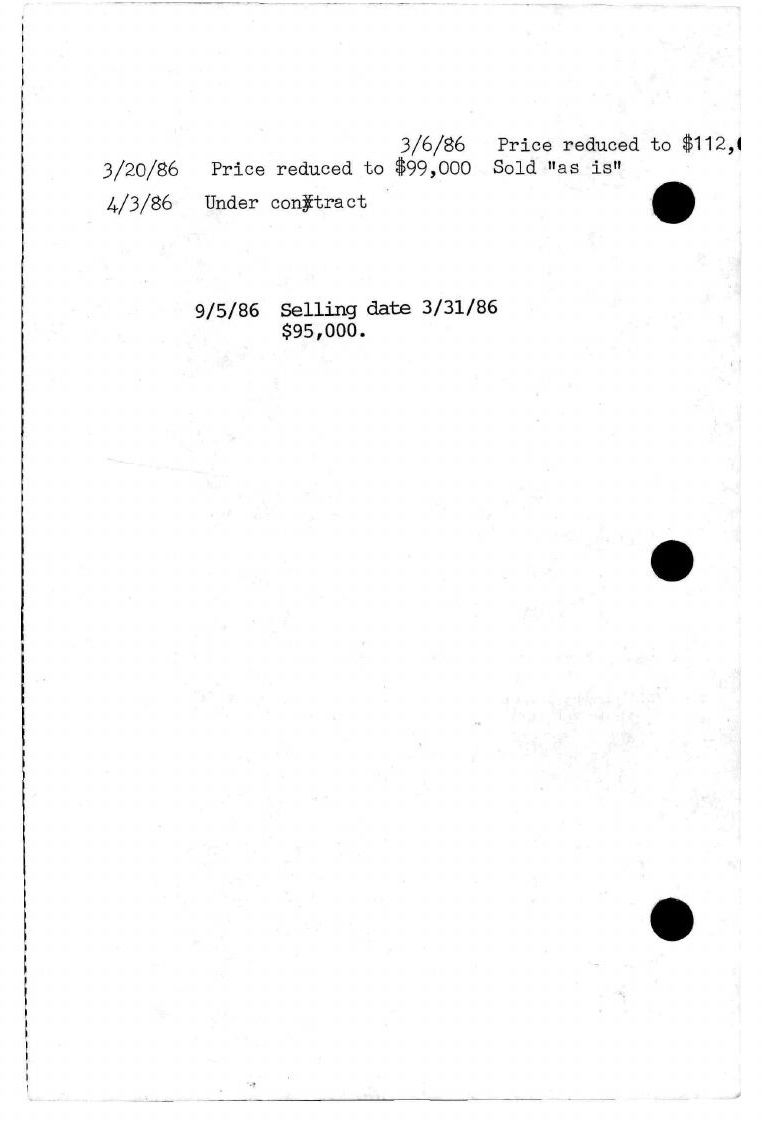 3/6/86 Price reduced to $112,
3/20/86 Price reduced to $99,000 Sold "as is"
4/3/86 Under contract
9/5/86 Selling date 3/31/86
$95,000.